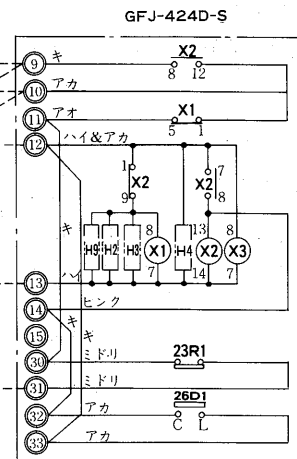 GFJ-424D-S
9 キ X2
8 12
10 アカ
11 アオ X1
5 1
12 ハイ&アカ
1 X2 9
7 X2 8
キ
H9 H2 H3 8 X1 7
H4 13 X2 14
8 X3 7
13 ハイ
14 ピンク
キ
15 キ
30 ミドリ 23R1
31 ミドリ
32 アカ 26D1
C L
33 アカ